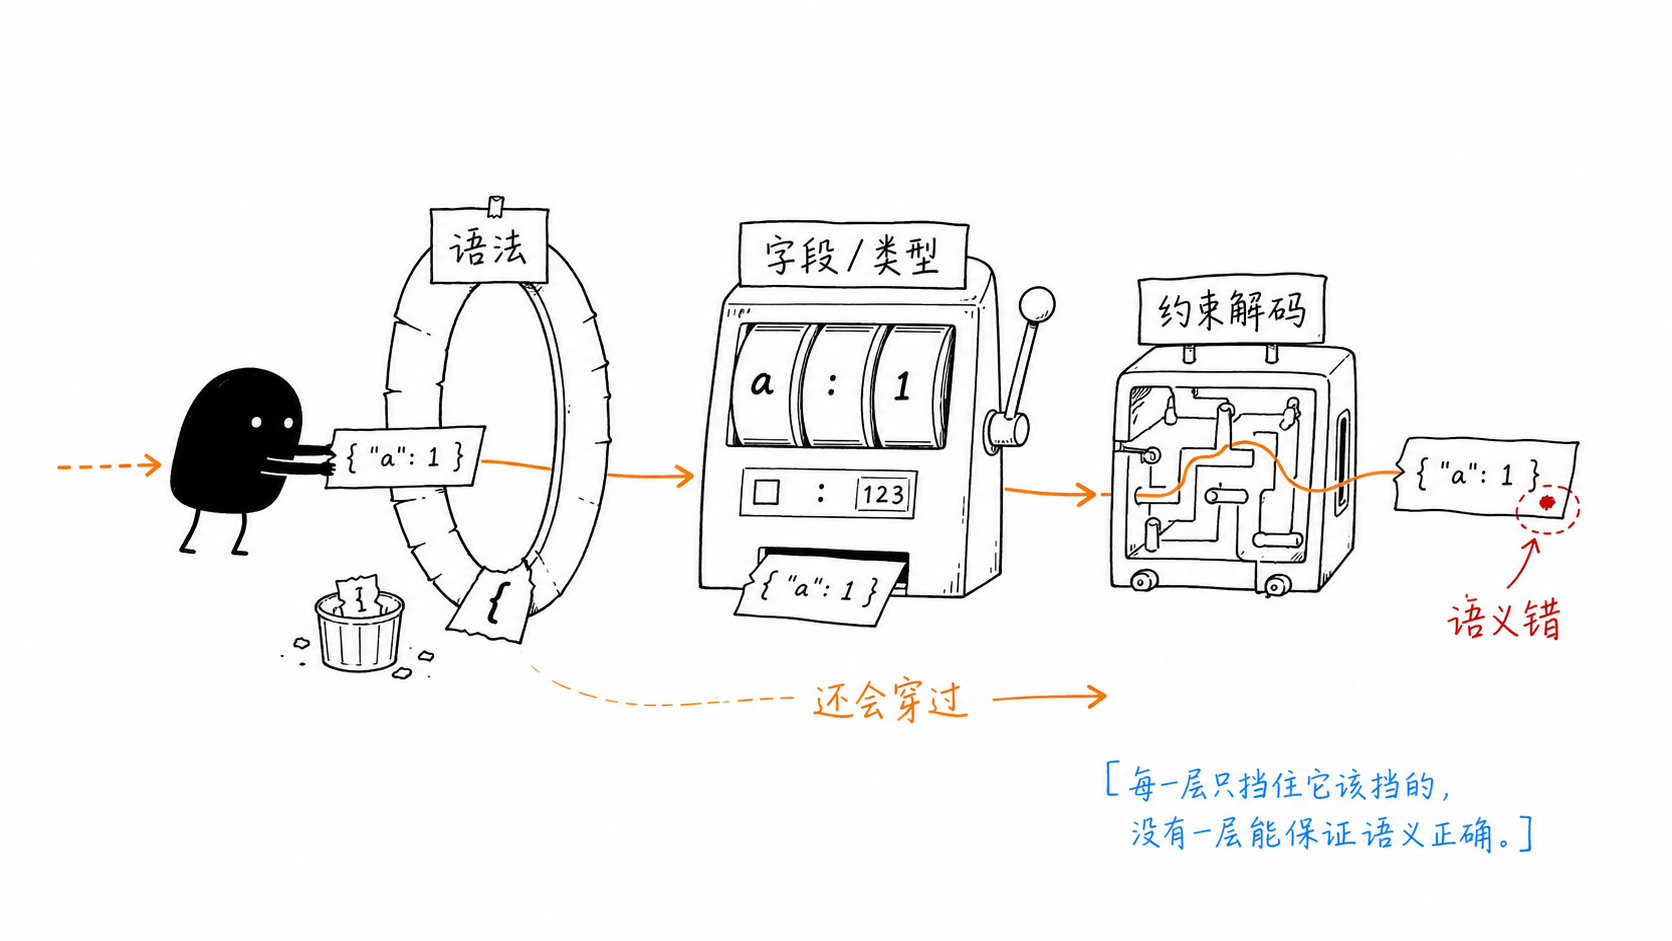 语法
字段/类型
约束解码
{ "a": 1 }
a : 1
: 123
{ "a": 1 }
{ "a": 1 }
{
语义错
还会穿过
[每一层只挡住它该挡的,
没有一层能保证语义正确。]